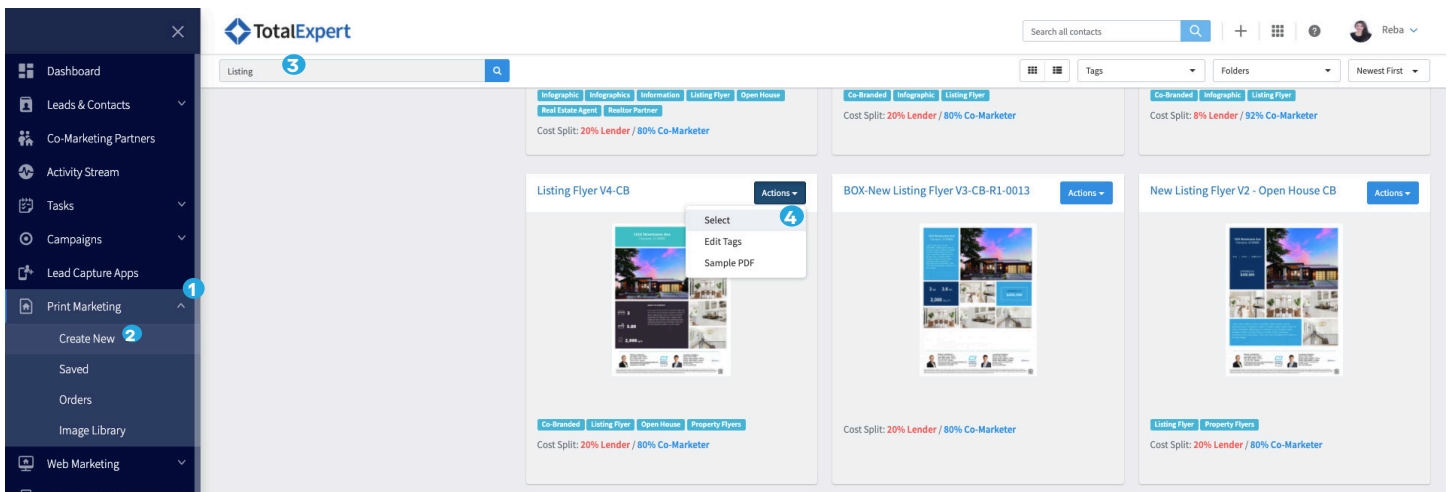 TotalExpert
Search all contacts
Reba
Dashboard
Leads & Contacts
Co-Marketing Partners
Activity Stream
Tasks
Campaigns
Lead Capture Apps
1
Print Marketing
Create New 2
Saved
Orders
Image Library
Web Marketing
Listing 3
Tags
Folders
Newest First
Infographic Infographics Information Listing Flyer Open House
Real Estate Agent Realtor Partner
Cost Split: 20% Lender / 80% Co-Marketer
Co-Branded Infographic Listing Flyer
Cost Split: 20% Lender / 80% Co-Marketer
Co-Branded Infographic Listing Flyer
Cost Split: 8% Lender / 92% Co-Marketer
Listing Flyer V4-CB
Actions
Select 4
Edit Tags
Sample PDF
Co-Branded Listing Flyer Open House Property Flyers
Cost Split: 20% Lender / 80% Co-Marketer
BOX-New Listing Flyer V3-CB-R1-0013
Actions
Cost Split: 20% Lender / 80% Co-Marketer
New Listing Flyer V2 - Open House CB
Actions
Listing Flyer Property Flyers
Cost Split: 20% Lender / 80% Co-Marketer